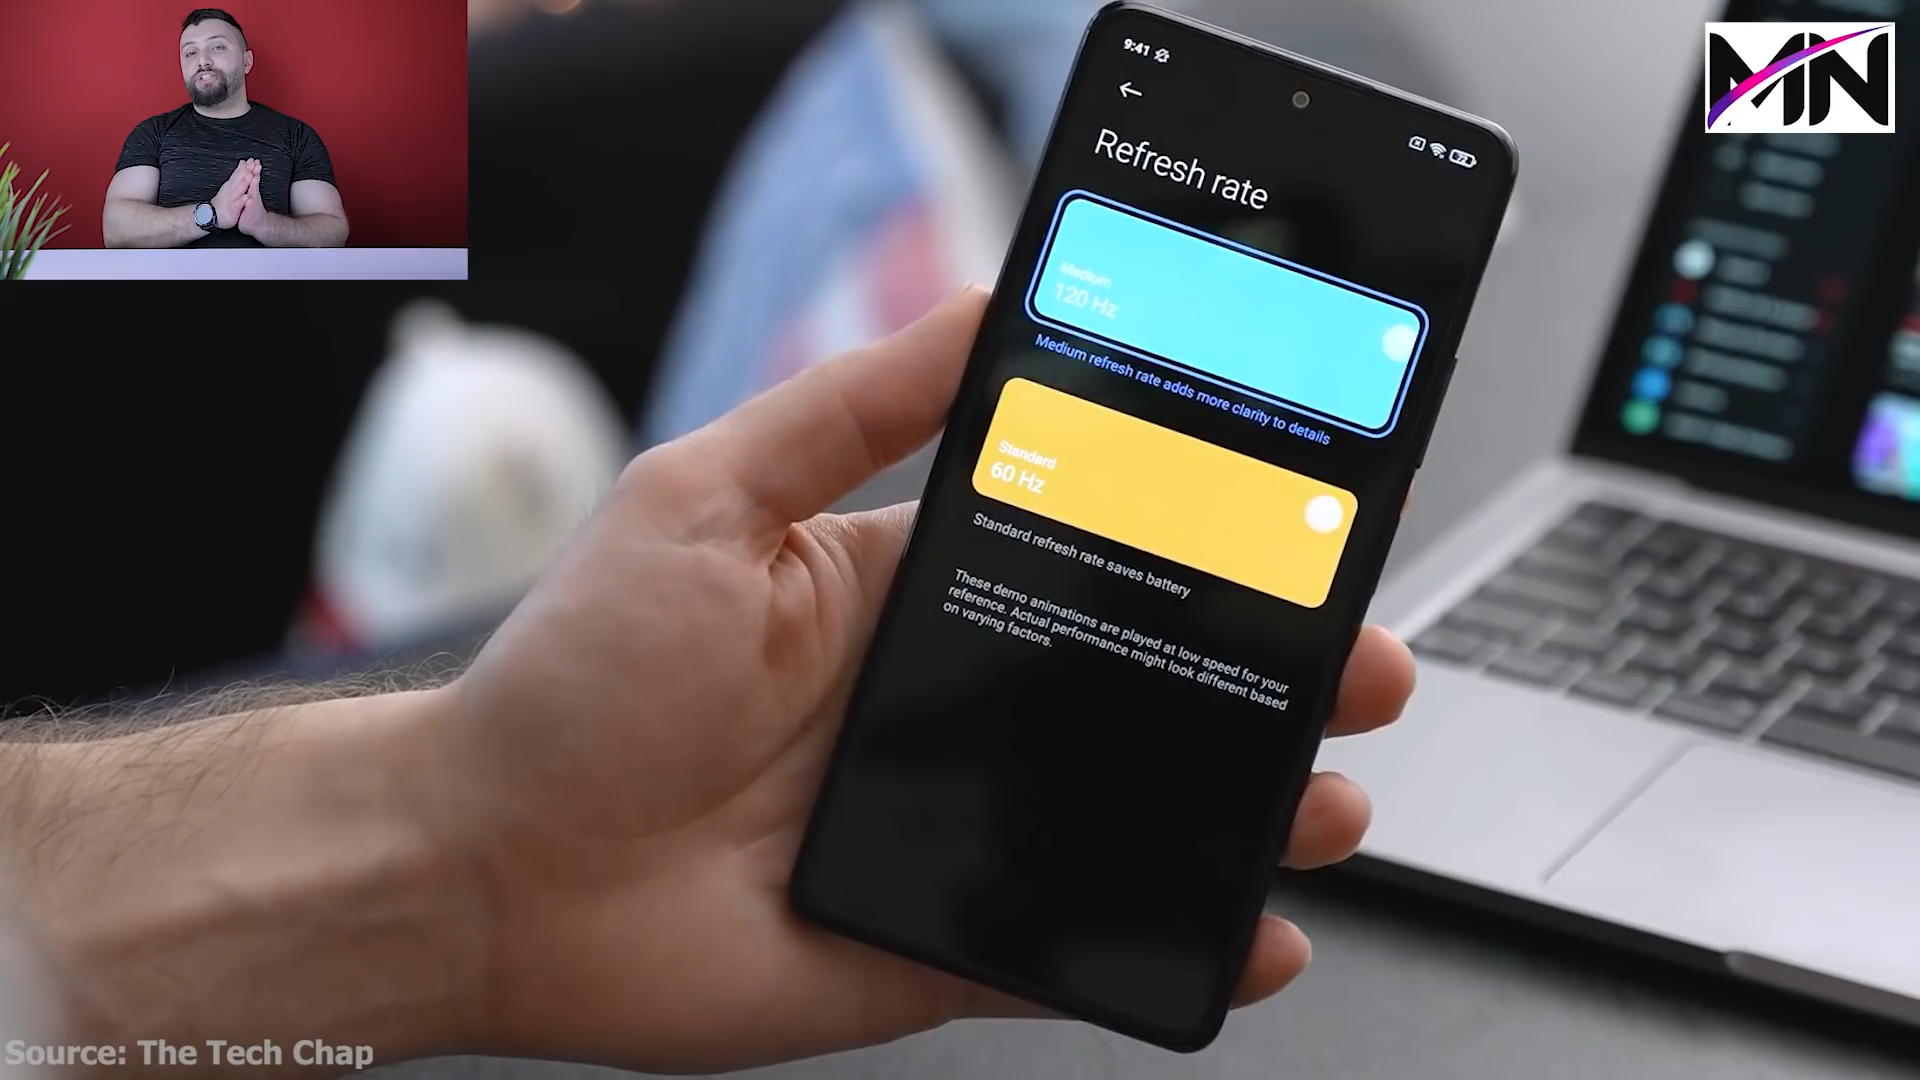 MN
9:41
72
Refresh rate
Medium
120 Hz
Medium refresh rate adds more clarity to details
Standard
60 Hz
Standard refresh rate saves battery
These demo animations are played at low speed for your
reference. Actual performance might look different based
on varying factors.
Source: The Tech Chap